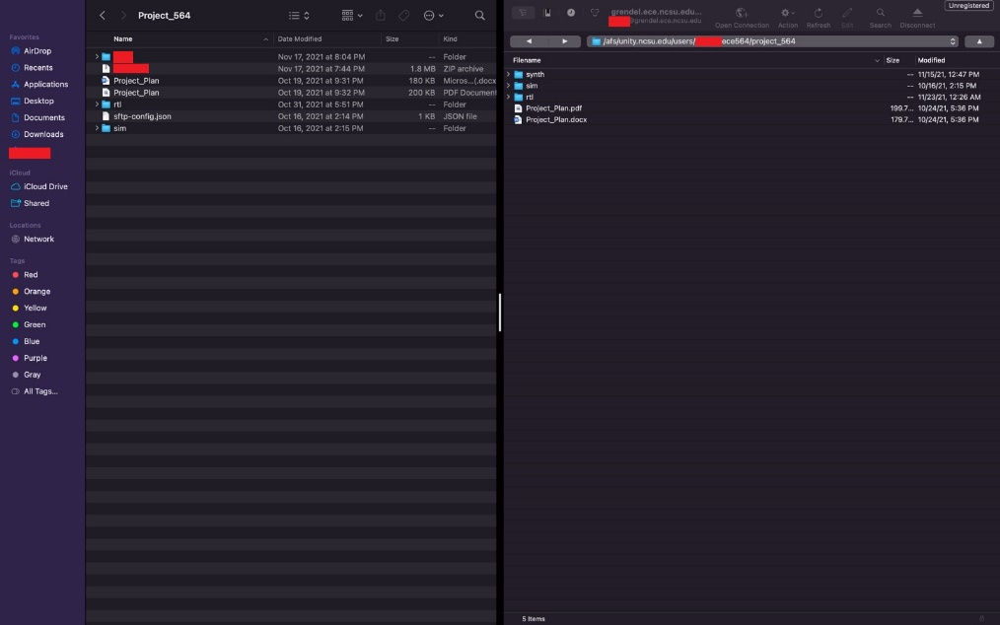 Project_564
Favorites
AirDrop
Recents
Applications
Desktop
Documents
Downloads
iCloud
iCloud Drive
Shared
Locations
Network
Tags
Red
Orange
Yellow
Green
Blue
Purple
Gray
All Tags...
Name Date Modified Size Kind
Nov 17, 2021 at 8:04 PM -- Folder
Nov 17, 2021 at 7:44 PM 1.8 MB ZIP archive
Project_Plan Oct 19, 2021 at 9:31 PM 180 KB Micros...(.docx
Project_Plan Oct 19, 2021 at 9:32 PM 200 KB PDF Document
rtl Oct 31, 2021 at 5:51 PM -- Folder
sftp-config.json Oct 16, 2021 at 2:14 PM 1 KB JSON file
sim Oct 16, 2021 at 2:15 PM -- Folder
Unregistered
grendel.ece.ncsu.edu...
@grendel.ece.ncsu.edu
Open Connection Action Refresh Edit Search Disconnect
/afs/unity.ncsu.edu/users/ ece564/project_564
Filename Size Modified
synth -- 11/15/21, 12:47 PM
sim -- 10/16/21, 2:15 PM
rtl -- 11/23/21, 12:26 AM
Project_Plan.pdf 199.7... 10/24/21, 5:36 PM
Project_Plan.docx 179.7... 10/24/21, 5:36 PM
5 Items